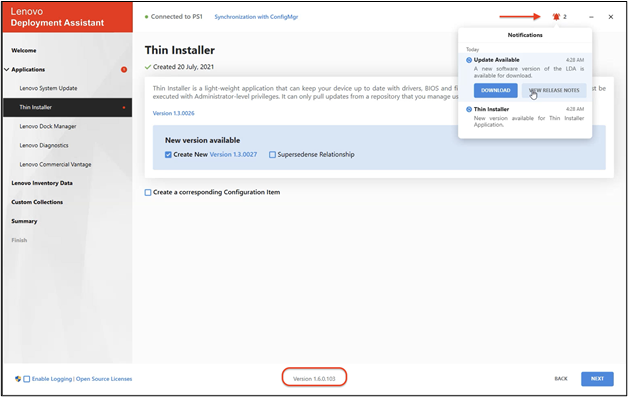 Lenovo
Deployment Assistant
Connected to PS1
Synchronization with ConfigMgr
2
Notifications
Today
Update Available
4:28 AM
A new software version of the LDA is
available for download.
DOWNLOAD
VIEW RELEASE NOTES
Thin Installer
4:28 AM
New version available for Thin Installer
Application.
Welcome
Applications
Lenovo System Update
Thin Installer
Lenovo Dock Manager
Lenovo Diagnostics
Lenovo Commercial Vantage
Lenovo Inventory Data
Custom Collections
Summary
Finish
Thin Installer
Created 20 July, 2021
Thin Installer is a light-weight application that can keep your device up to date with drivers, BIOS and fi
t be
executed with Administrator-level privileges. It can only pull updates from a repository that you manage us
Version 1.3.0026
New version available
Create New Version 1.3.0027
Supersedense Relationship
Create a corresponding Configuration Item
Enable Logging | Open Source Licenses
Version 1.6.0.103
BACK
NEXT